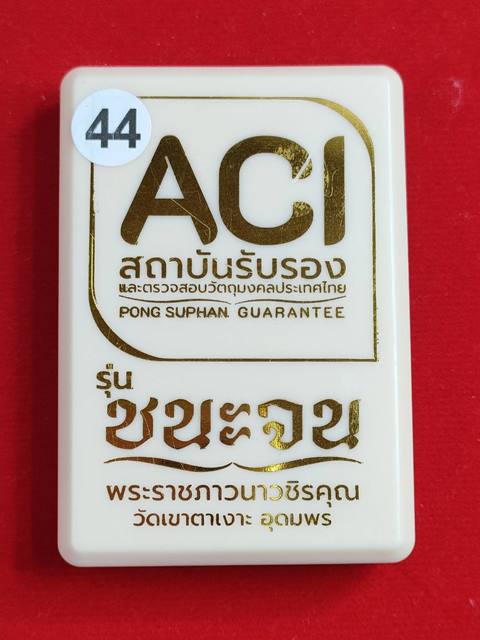 44
ACI
สถาบันรับรอง
และตรวจสอบวัตถุมงคลประเทศไทย
PONG SUPHAN GUARANTEE
รุ่น
ชนะจน
พระราชภาวนาวชิรคุณ
วัดเขาตาเงาะ อุดมพร